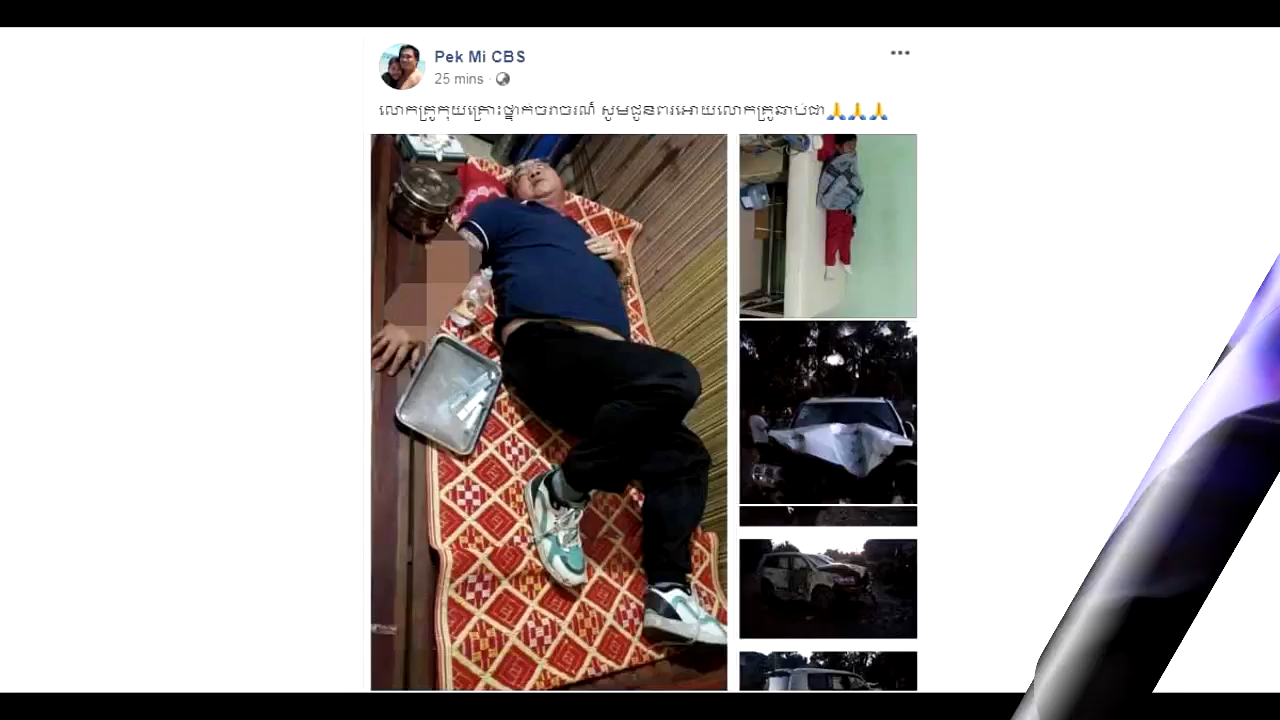 Pek Mi CBS
25 mins ·
លោកគ្រូកុយគ្រោះថ្នាក់ចរាចរណ៍ សូមជូនពរអោយលោកគ្រូឆាប់ជា🙏🙏🙏